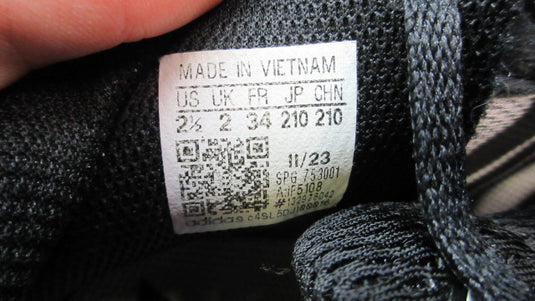 MADE IN VIETNAM
US UK FR JP CHN
2½ 2 34 210 210
11/23
SPG 753001
adidas